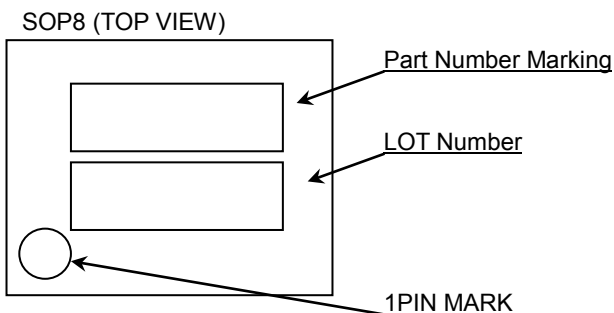 SOP8 (TOP VIEW)
Part Number Marking
LOT Number
1PIN MARK